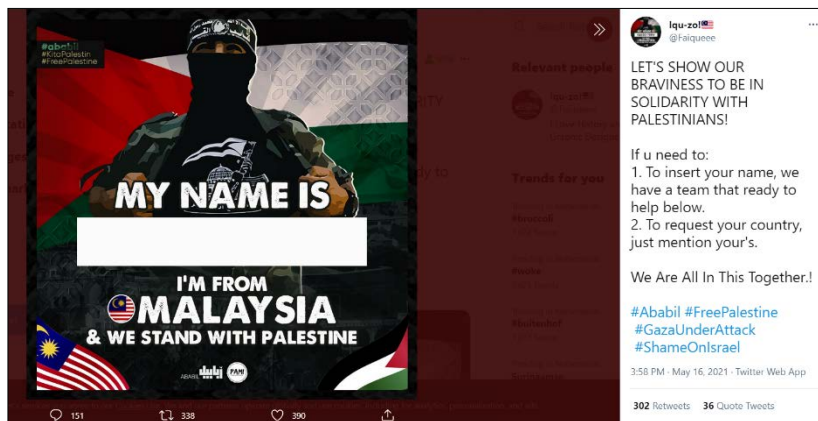 #ababil
#KitaPalestin
#FreePalestine
MY NAME IS
I'M FROM
MALAYSIA
& WE STAND WITH PALESTINE
ABABIL
FAMI
Relevant people
Trends for you
151
338
390
Iqu-zo!🇲🇾
@Faiqueee
LET'S SHOW OUR
BRAVINESS TO BE IN
SOLIDARITY WITH
PALESTINIANS!
If u need to:
1. To insert your name, we
have a team that ready to
help below.
2. To request your country,
just mention your's.
We Are All In This Together.!
#Ababil #FreePalestine
#GazaUnderAttack
#ShameOnIsrael
3:58 PM · May 16, 2021 · Twitter Web App
302 Retweets 36 Quote Tweets